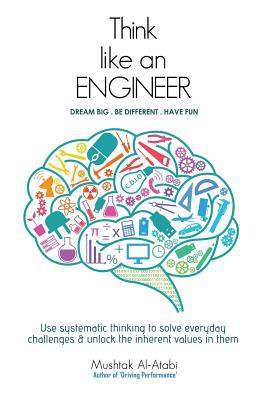 Think
like an
ENGINEER
DREAM BIG . BE DIFFERENT . HAVE FUN
C.D.I.O
Use systematic thinking to solve everyday
challenges & unlock the inherent values in them
Mushtak Al-Atabi
Author of 'Driving Performance'